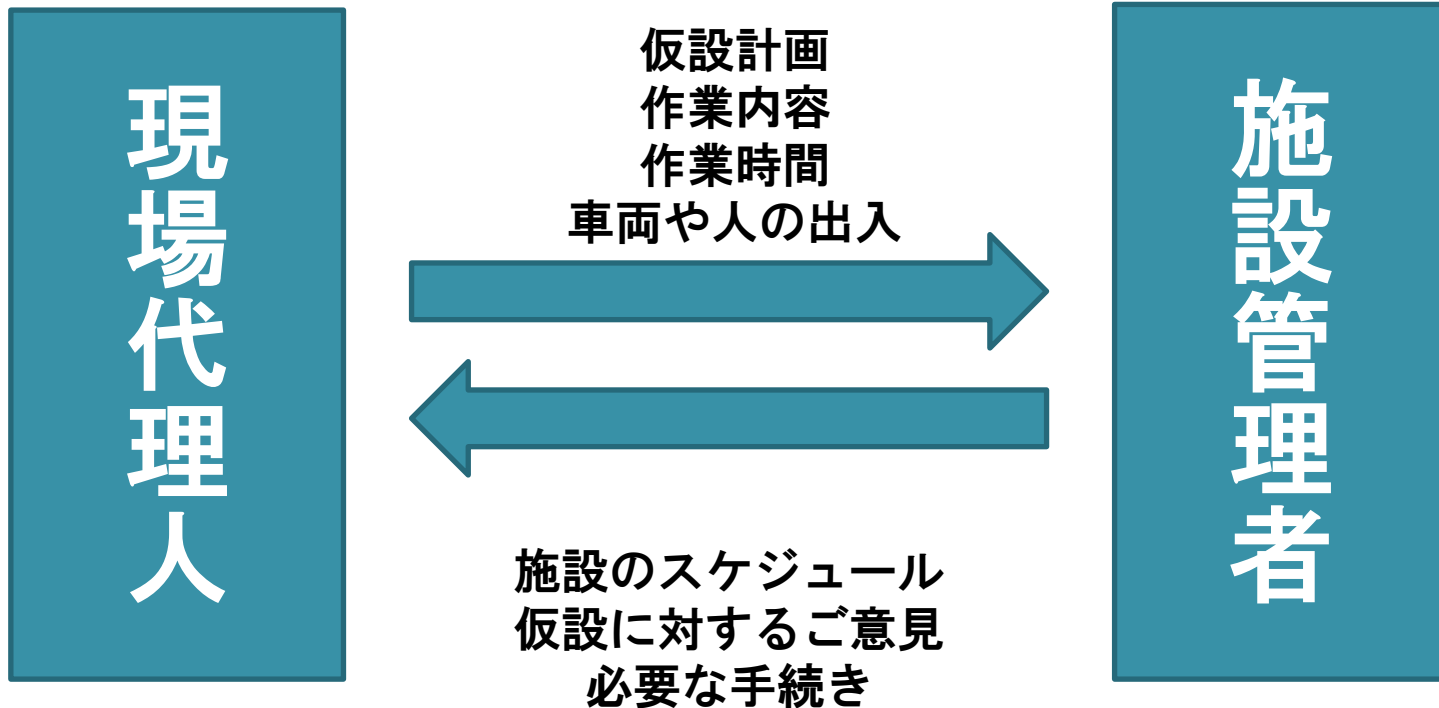 現場代理人
仮設計画
作業内容
作業時間
車両や人の出入
施設のスケジュール
仮設に対するご意見
必要な手続き
施設管理者